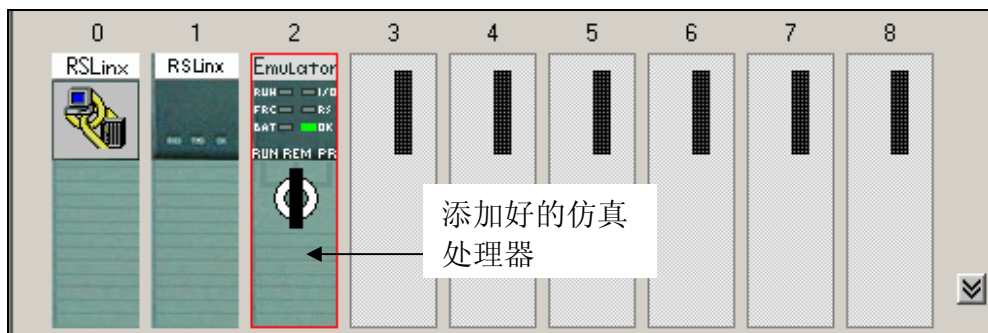 0 1 2 3 4 5 6 7 8
RSLinx RSLinx Emulator
RUN I/O
FRC RS
BAT OK
RUN REM PR
添加好的仿真
处理器